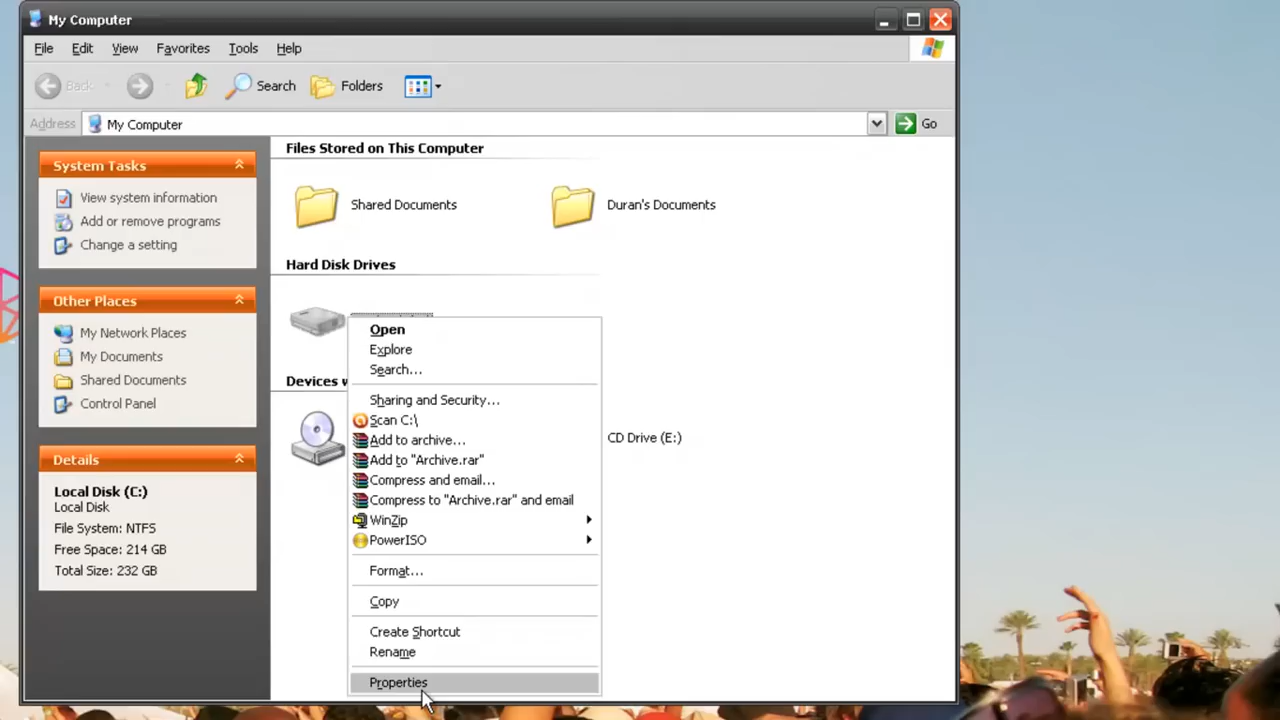 My Computer
File Edit View Favorites Tools Help
Back Search Folders
Address My Computer Go
System Tasks
View system information
Add or remove programs
Change a setting
Other Places
My Network Places
My Documents
Shared Documents
Control Panel
Details
Local Disk (C:)
Local Disk
File System: NTFS
Free Space: 214 GB
Total Size: 232 GB
Files Stored on This Computer
Shared Documents Duran's Documents
Hard Disk Drives
Devices
CD Drive (E:)
Open
Explore
Search...
Sharing and Security...
Scan C:\
Add to archive...
Add to "Archive.rar"
Compress and email...
Compress to "Archive.rar" and email
WinZip
PowerISO
Format...
Copy
Create Shortcut
Rename
Properties